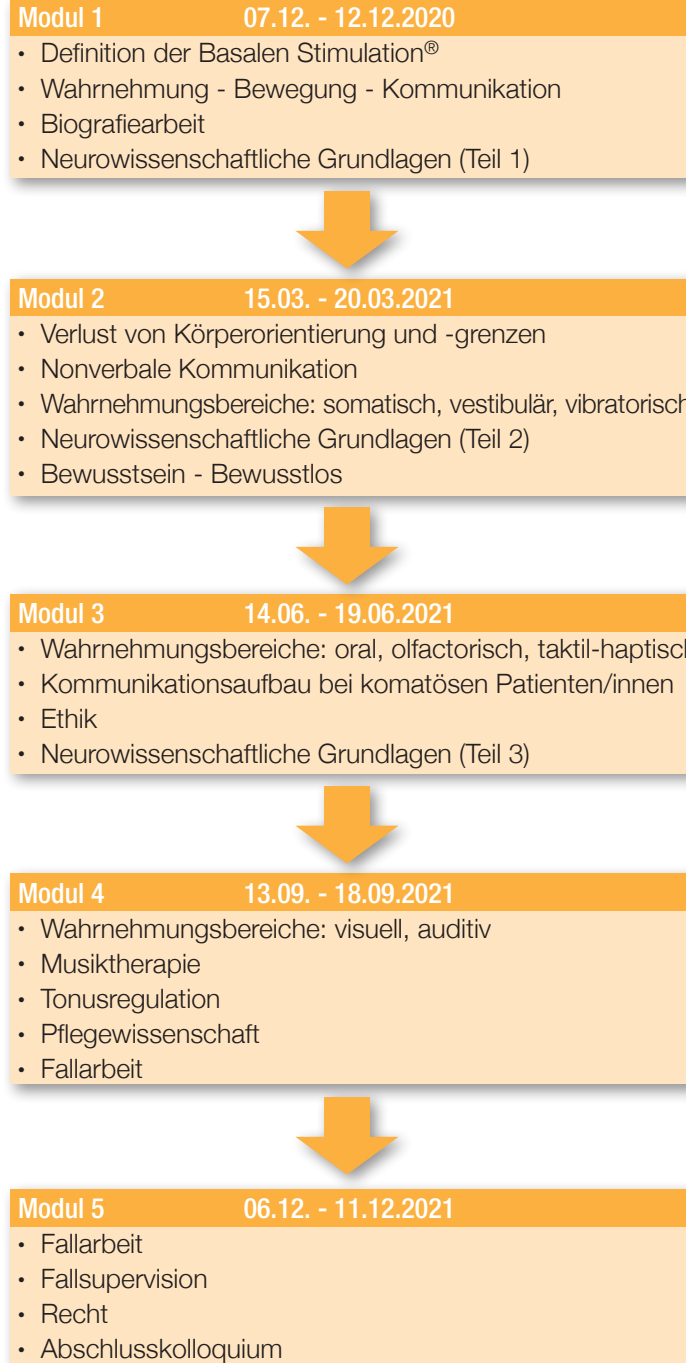 Modul 1 07.12. - 12.12.2020
• Definition der Basalen Stimulation®
• Wahrnehmung - Bewegung - Kommunikation
• Biografiearbeit
• Neurowissenschaftliche Grundlagen (Teil 1)
Modul 2 15.03. - 20.03.2021
• Verlust von Körperorientierung und -grenzen
• Nonverbale Kommunikation
• Wahrnehmungsbereiche: somatisch, vestibulär, vibratorisch
• Neurowissenschaftliche Grundlagen (Teil 2)
• Bewusstsein - Bewusstlos
Modul 3 14.06. - 19.06.2021
• Wahrnehmungsbereiche: oral, olfactorisch, taktil-haptisch
• Kommunikationsaufbau bei komatösen Patienten/innen
• Ethik
• Neurowissenschaftliche Grundlagen (Teil 3)
Modul 4 13.09. - 18.09.2021
• Wahrnehmungsbereiche: visuell, auditiv
• Musiktherapie
• Tonusregulation
• Pflegewissenschaft
• Fallarbeit
Modul 5 06.12. - 11.12.2021
• Fallarbeit
• Fallsupervision
• Recht
• Abschlusskolloquium